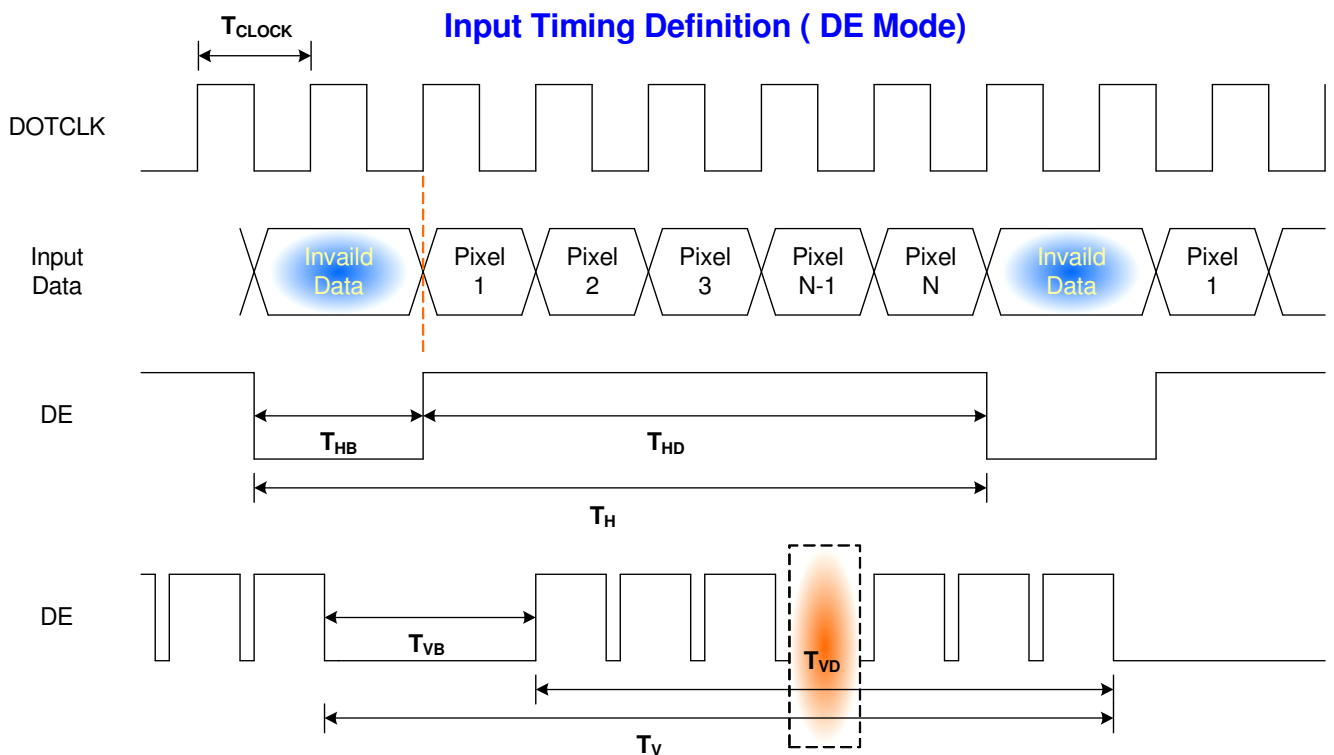 Input Timing Definition ( DE Mode)
TCLOCK
DOTCLK
Input
Data
Invaild
Data
Pixel
1
Pixel
2
Pixel
3
Pixel
N-1
Pixel
N
Invaild
Data
Pixel
1
DE
THB
THD
TH
DE
TVB
TVD
TV